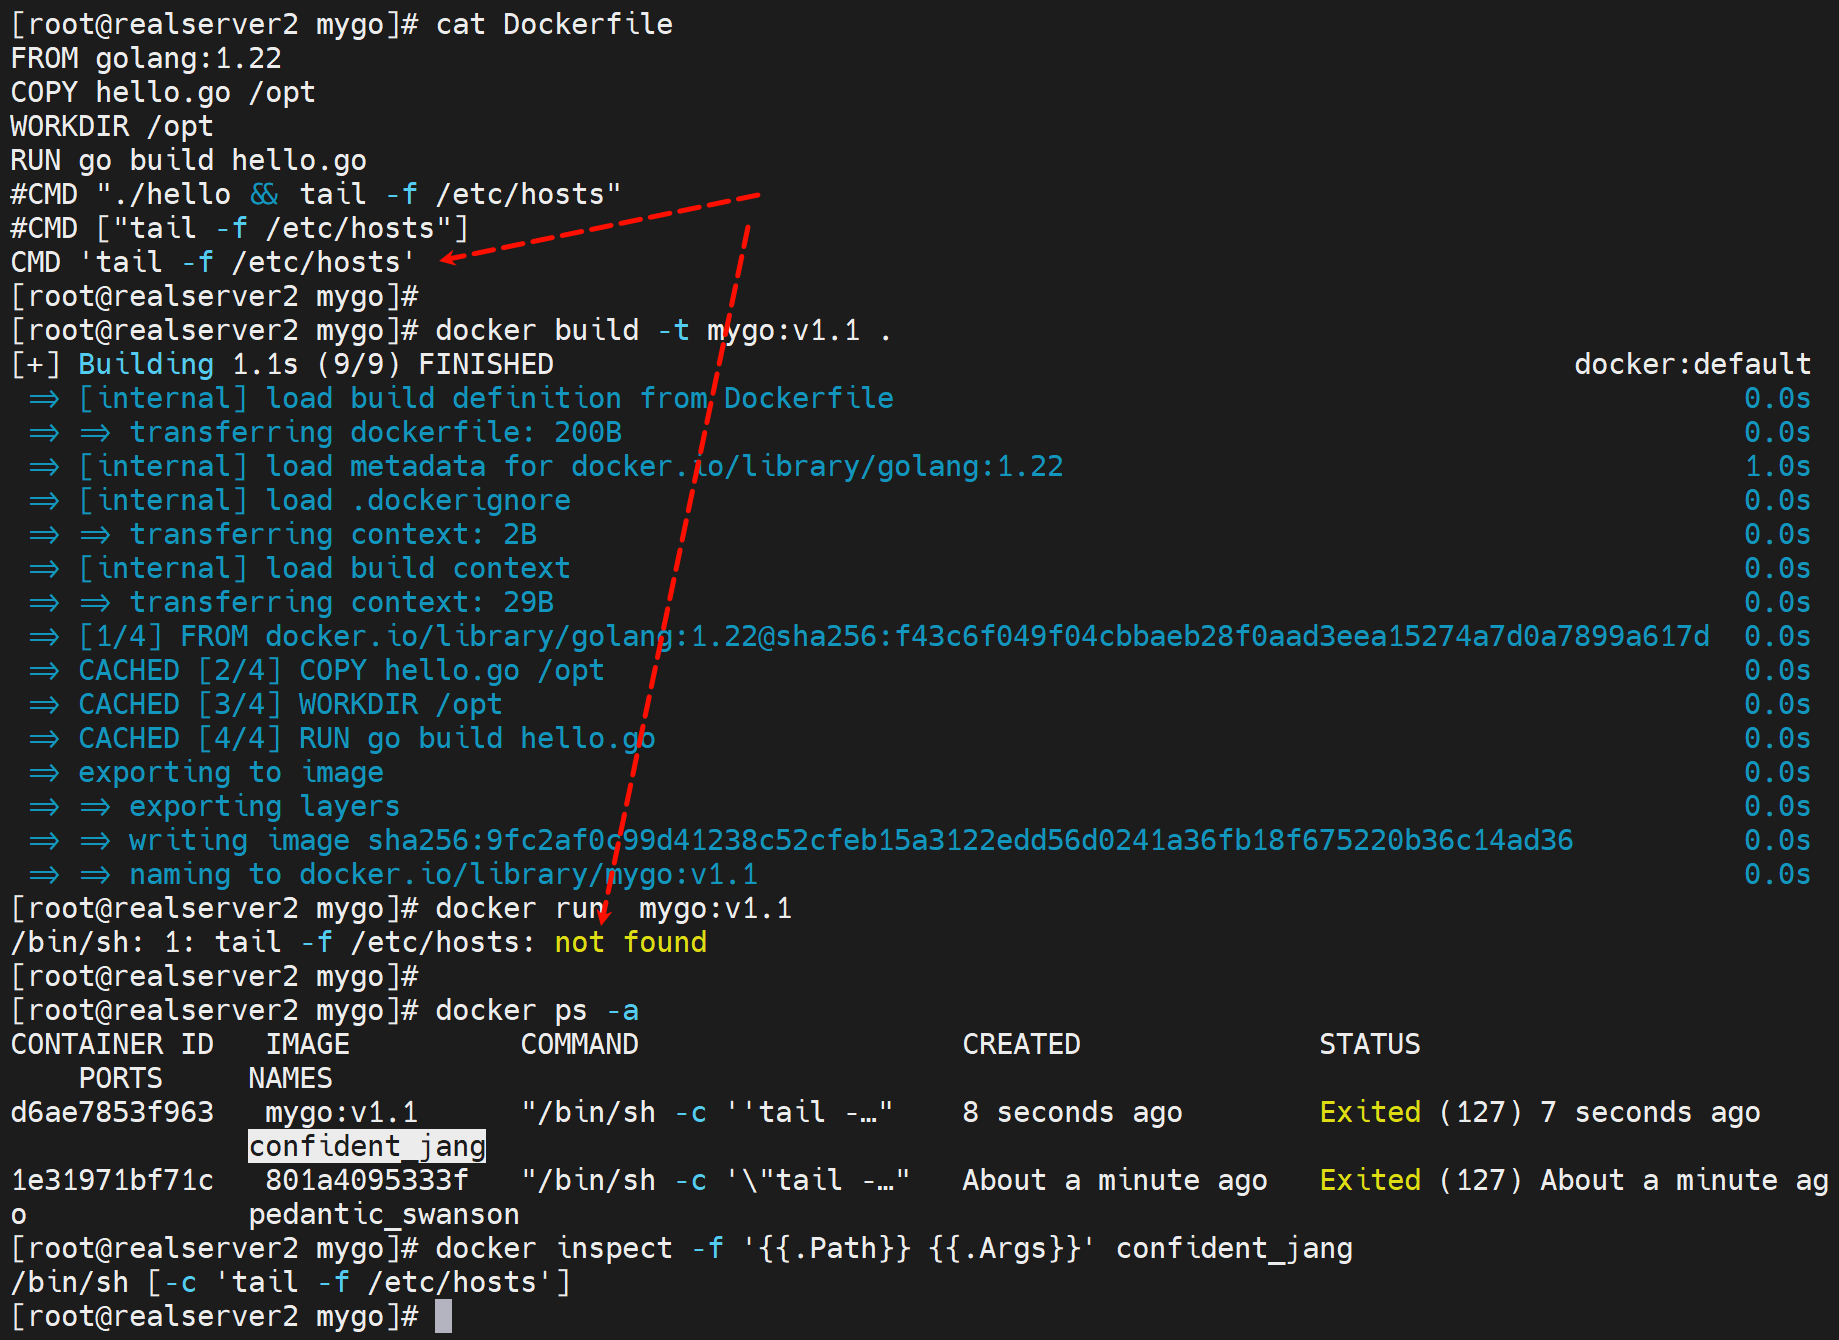 [root@realserver2 mygo]# cat Dockerfile
FROM golang:1.22
COPY hello.go /opt
WORKDIR /opt
RUN go build hello.go
#CMD "./hello && tail -f /etc/hosts"
#CMD ["tail -f /etc/hosts"]
CMD 'tail -f /etc/hosts'
[root@realserver2 mygo]#
[root@realserver2 mygo]# docker build -t mygo:v1.1 .
[+] Building 1.1s (9/9) FINISHED docker:default
=> [internal] load build definition from Dockerfile 0.0s
=> => transferring dockerfile: 200B 0.0s
=> [internal] load metadata for docker.io/library/golang:1.22 1.0s
=> [internal] load .dockerignore 0.0s
=> => transferring context: 2B 0.0s
=> [internal] load build context 0.0s
=> => transferring context: 29B 0.0s
=> [1/4] FROM docker.io/library/golang:1.22@sha256:f43c6f049f04cbbaeb28f0aad3eea15274a7d0a7899a617d 0.0s
=> CACHED [2/4] COPY hello.go /opt 0.0s
=> CACHED [3/4] WORKDIR /opt 0.0s
=> CACHED [4/4] RUN go build hello.go 0.0s
=> exporting to image 0.0s
=> => exporting layers 0.0s
=> => writing image sha256:9fc2af0c99d41238c52cfeb15a3122edd56d0241a36fb18f675220b36c14ad36 0.0s
=> => naming to docker.io/library/mygo:v1.1 0.0s
[root@realserver2 mygo]# docker run  mygo:v1.1
/bin/sh: 1: tail -f /etc/hosts: not found
[root@realserver2 mygo]#
[root@realserver2 mygo]# docker ps -a
CONTAINER ID IMAGE COMMAND CREATED STATUS
PORTS NAMES
d6ae7853f963 mygo:v1.1 "/bin/sh -c ''tail -…" 8 seconds ago Exited (127) 7 seconds ago
confident_jang
1e31971bf71c 801a4095333f "/bin/sh -c '\"tail -…" About a minute ago Exited (127) About a minute ag
o pedantic_swanson
[root@realserver2 mygo]# docker inspect -f '{{.Path}} {{.Args}}' confident_jang
/bin/sh [-c 'tail -f /etc/hosts']
[root@realserver2 mygo]#